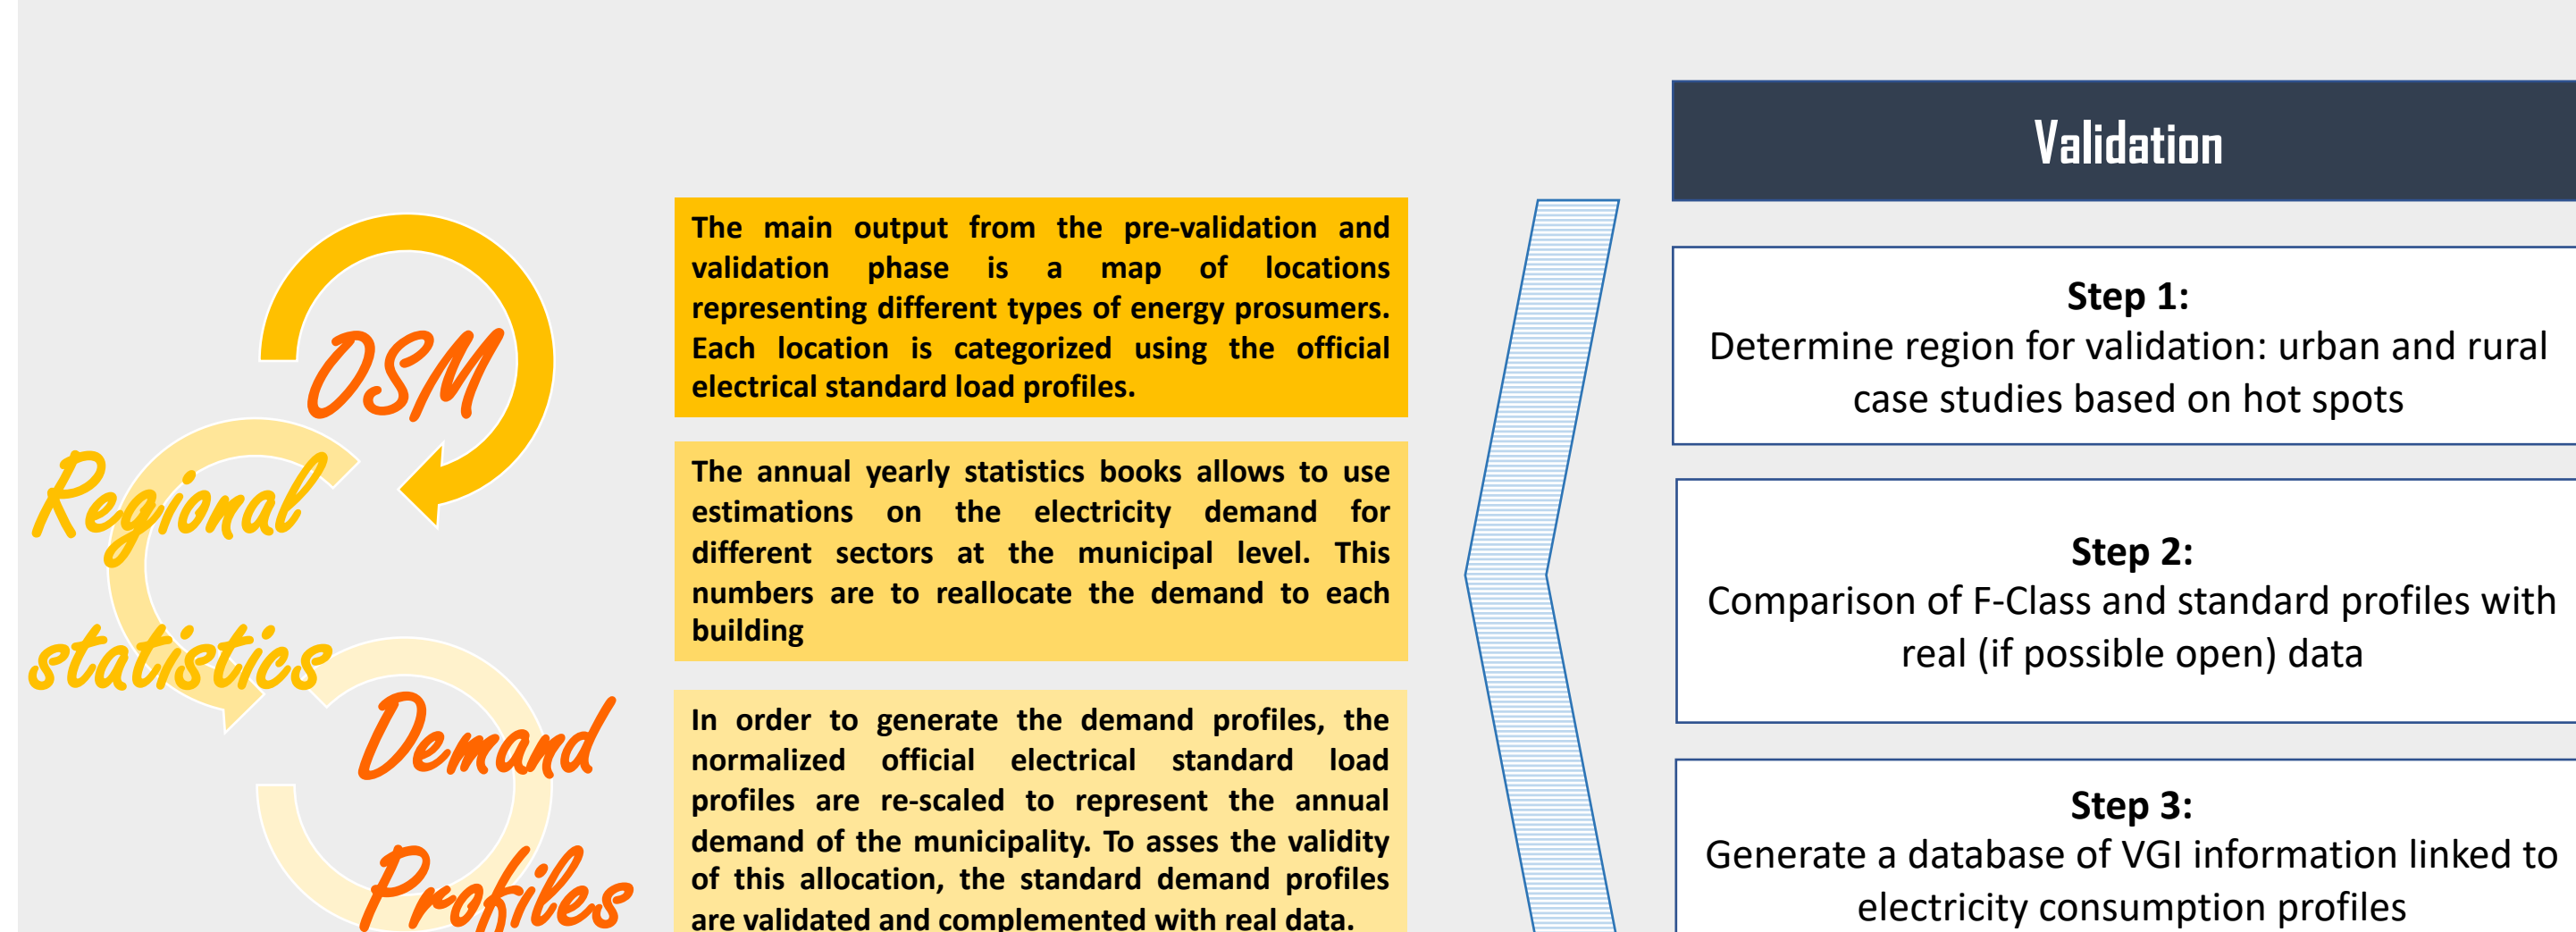 OSM
Regional
statistics
Demand
Profiles
The main output from the pre-validation and
validation phase is a map of locations
representing different types of energy prosumers.
Each location is categorized using the official
electrical standard load profiles.
The annual yearly statistics books allows to use
estimations on the electricity demand for
different sectors at the municipal level. This
numbers are to reallocate the demand to each
building
In order to generate the demand profiles, the
normalized official electrical standard load
profiles are re-scaled to represent the annual
demand of the municipality. To asses the validity
of this allocation, the standard demand profiles
are validated and complemented with real data.
Validation
Step 1:
Determine region for validation: urban and rural
case studies based on hot spots
Step 2:
Comparison of F-Class and standard profiles with
real (if possible open) data
Step 3:
Generate a database of VGI information linked to
electricity consumption profiles